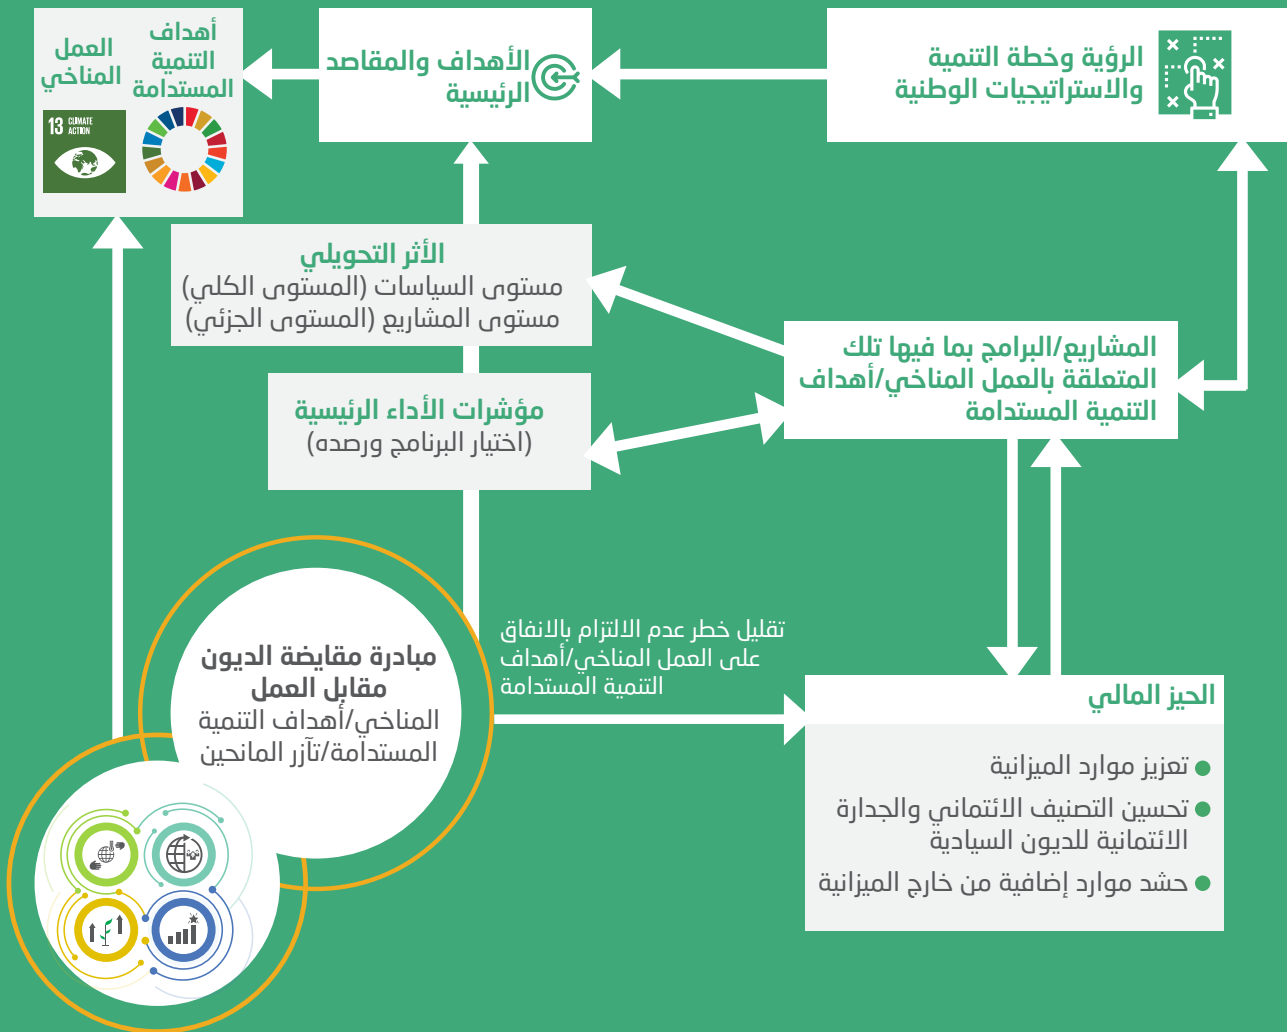 الرؤية وخطة التنمية
والاستراتيجيات الوطنية
الأهداف والمقاصد
الرئيسية
أهداف
التنمية
المستدامة
العمل
المناخي
13 CLIMATE
ACTION
الأثر التحويلي
مستوى السياسات (المستوى الكلي)
مستوى المشاريع (المستوى الجزئي)
المشاريع/البرامج بما فيها تلك
المتعلقة بالعمل المناخي/أهداف
التنمية المستدامة
مؤشرات الأداء الرئيسية
(اختيار البرنامج ورصده)
تقليل خطر عدم الالتزام بالانفاق
على العمل المناخي/أهداف
التنمية المستدامة
مبادرة مقايضة الديون
مقابل العمل
المناخي/أهداف التنمية
المستدامة/تآزر المانحين
الحيز المالي
تعزيز موارد الميزانية
تحسين التصنيف الائتماني والجدارة
الائتمانية للديون السيادية
حشد موارد إضافية من خارج الميزانية